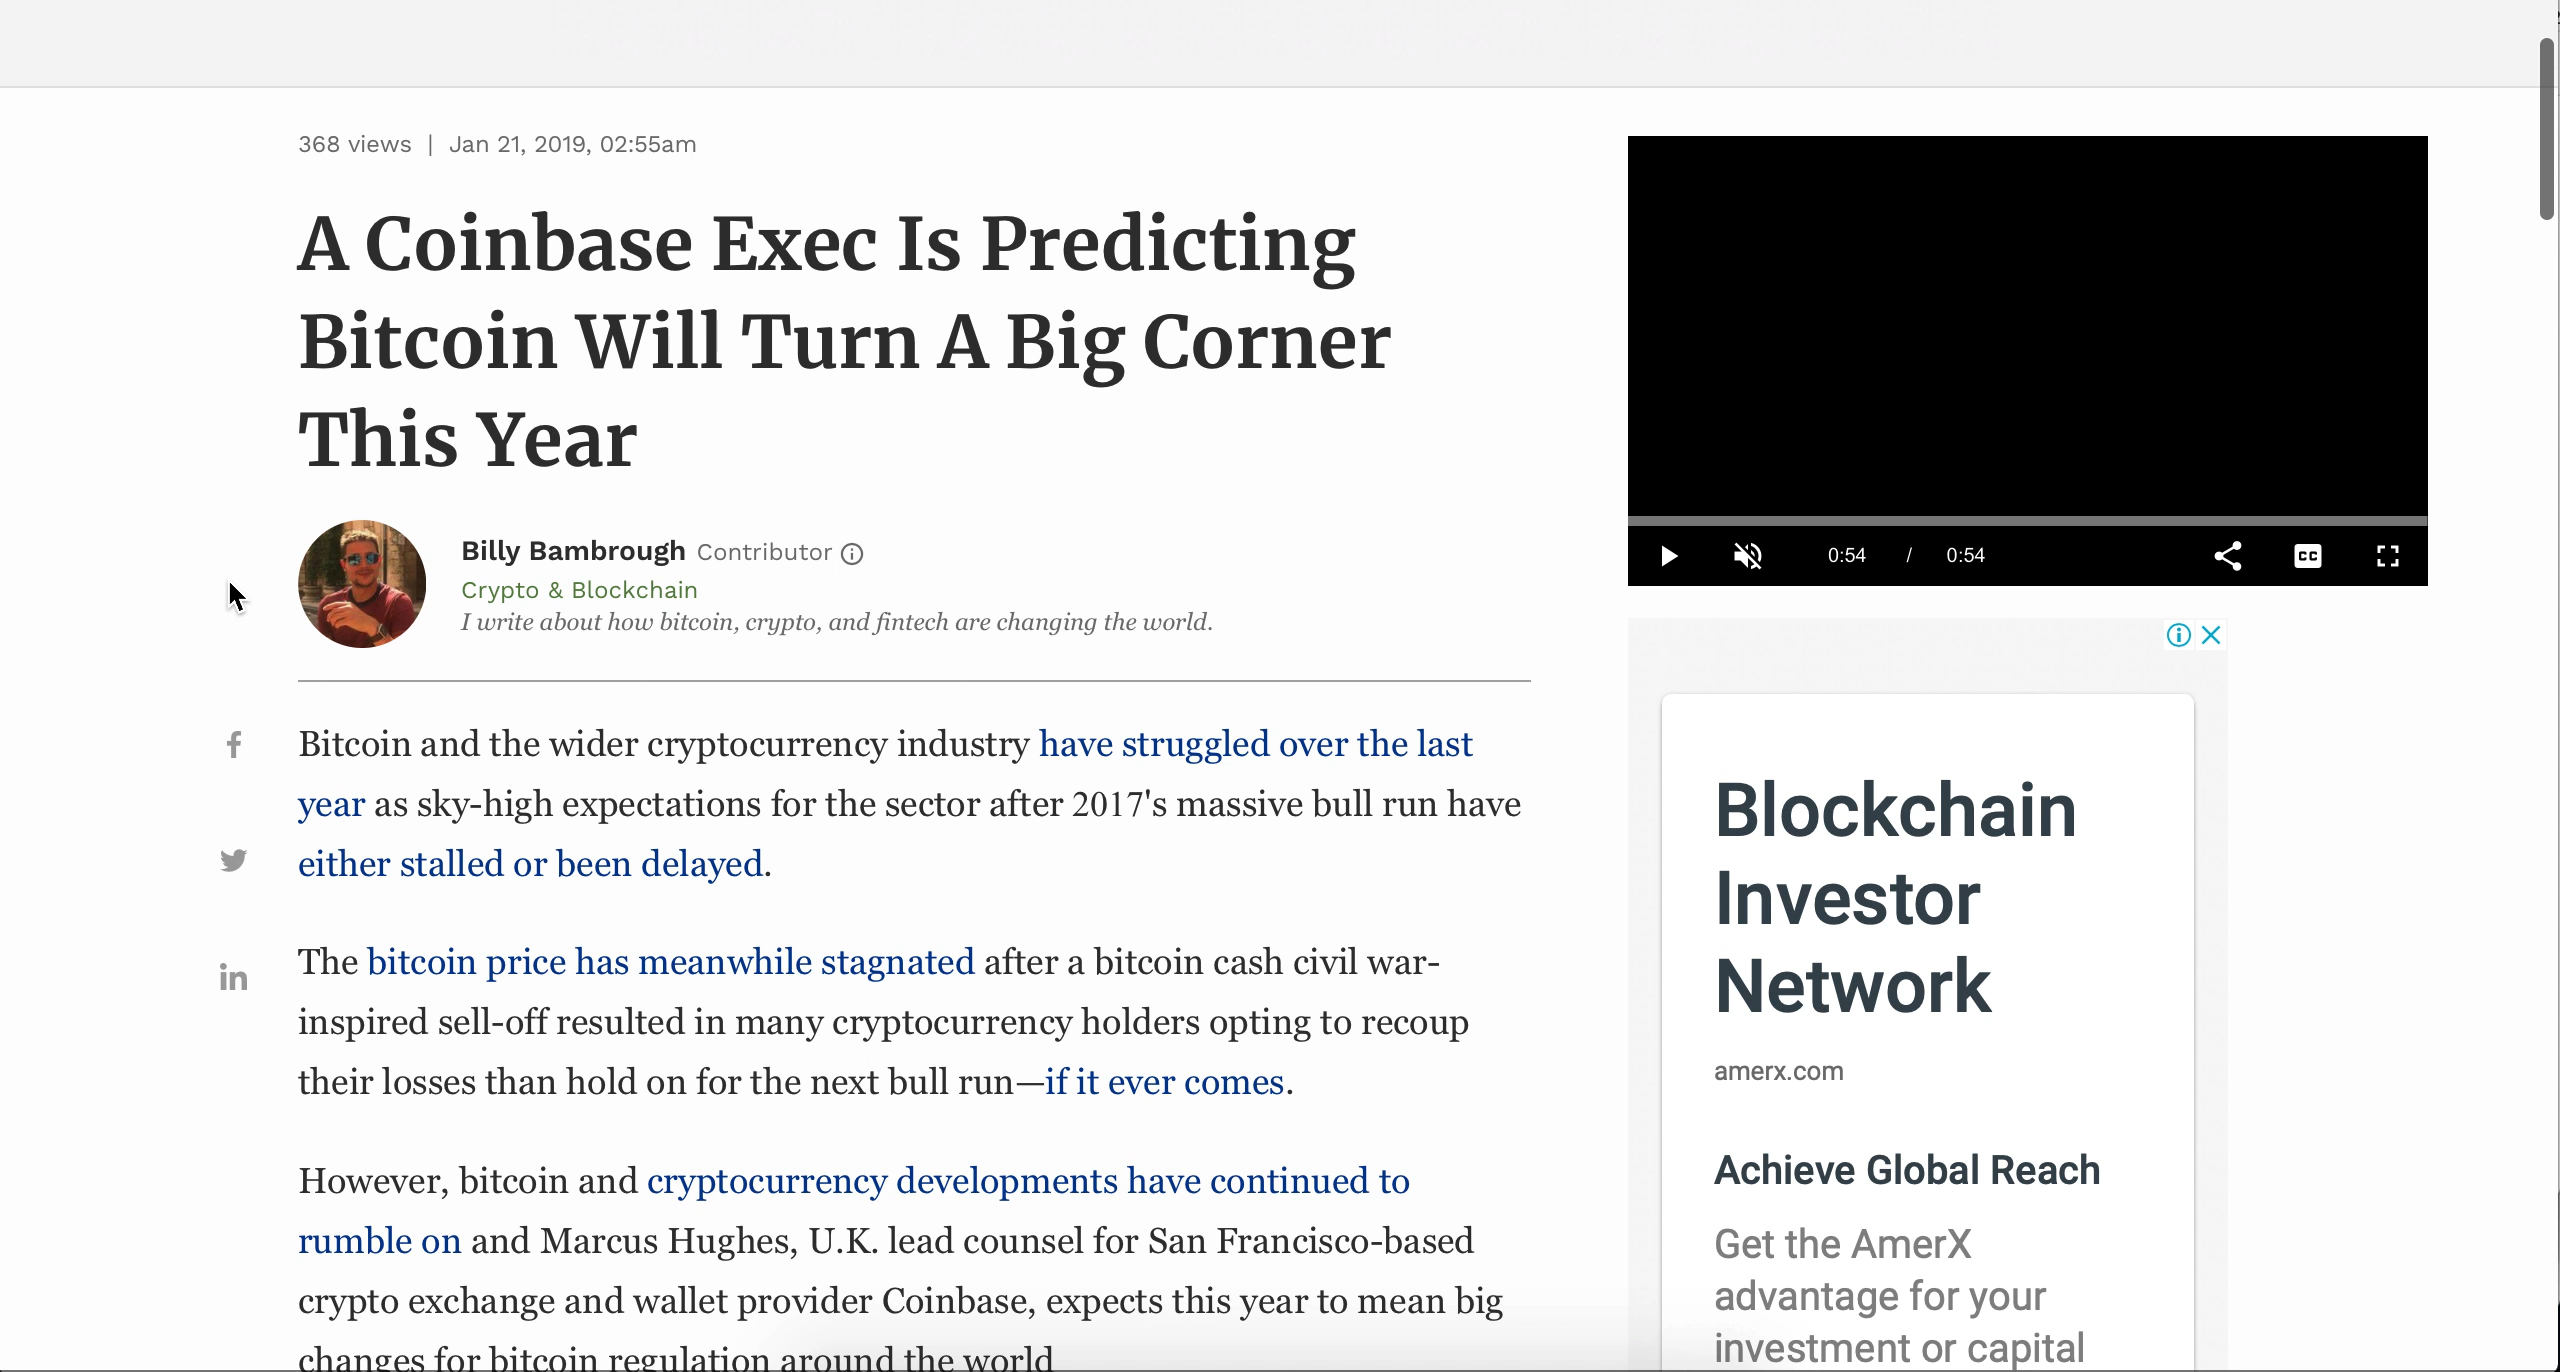 368 views | Jan 21, 2019, 02:55am
A Coinbase Exec Is Predicting
Bitcoin Will Turn A Big Corner
This Year
Billy Bambrough Contributor
Crypto & Blockchain
I write about how bitcoin, crypto, and fintech are changing the world.
Bitcoin and the wider cryptocurrency industry have struggled over the last
year as sky-high expectations for the sector after 2017's massive bull run have
either stalled or been delayed.
The bitcoin price has meanwhile stagnated after a bitcoin cash civil war-
inspired sell-off resulted in many cryptocurrency holders opting to recoup
their losses than hold on for the next bull run—if it ever comes.
However, bitcoin and cryptocurrency developments have continued to
rumble on and Marcus Hughes, U.K. lead counsel for San Francisco-based
crypto exchange and wallet provider Coinbase, expects this year to mean big
changes for bitcoin regulation around the world
0:54 / 0:54
CC
Blockchain
Investor
Network
amerx.com
Achieve Global Reach
Get the AmerX
advantage for your
investment or capital